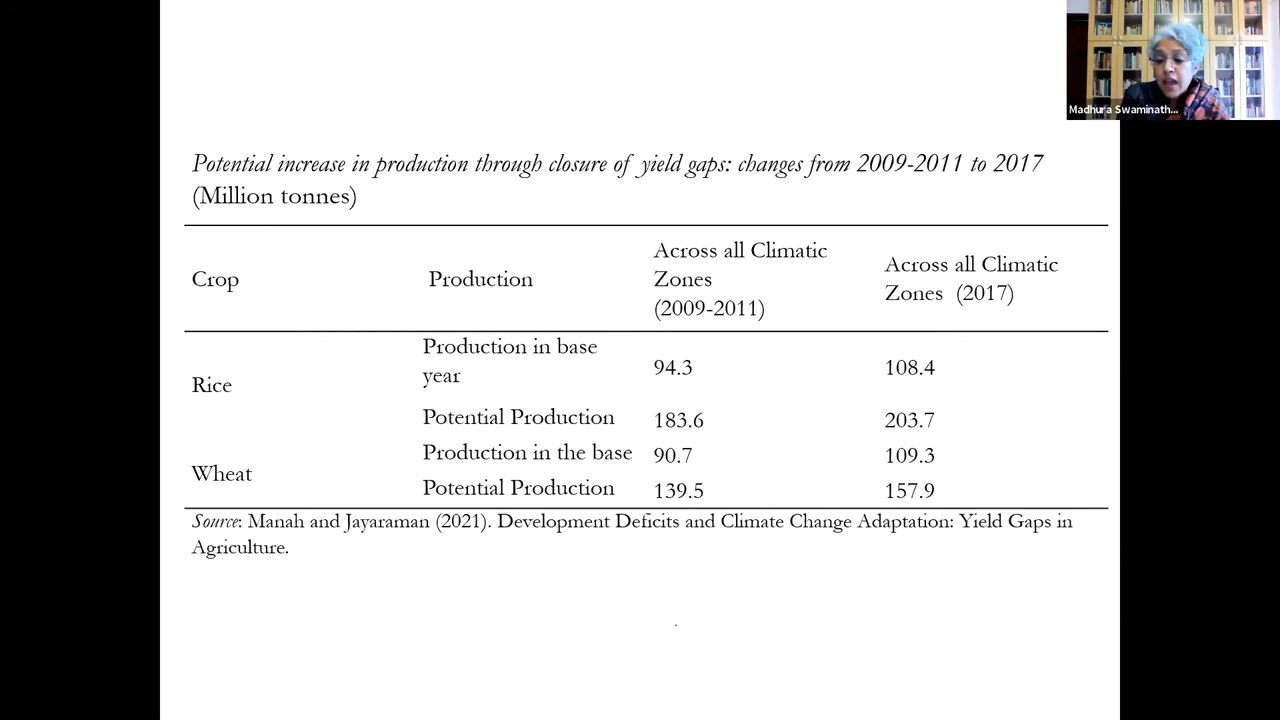 Madhura Swaminath...
Potential increase in production through closure of yield gaps: changes from 2009-2011 to 2017
(Million tonnes)
Crop
Production
Across all Climatic
Zones
(2009-2011)
Across all Climatic
Zones (2017)
Rice
Production in base
year
94.3
108.4
Potential Production
183.6
203.7
Wheat
Production in the base
90.7
109.3
Potential Production
139.5
157.9
Source: Manah and Jayaraman (2021). Development Deficits and Climate Change Adaptation: Yield Gaps in
Agriculture.